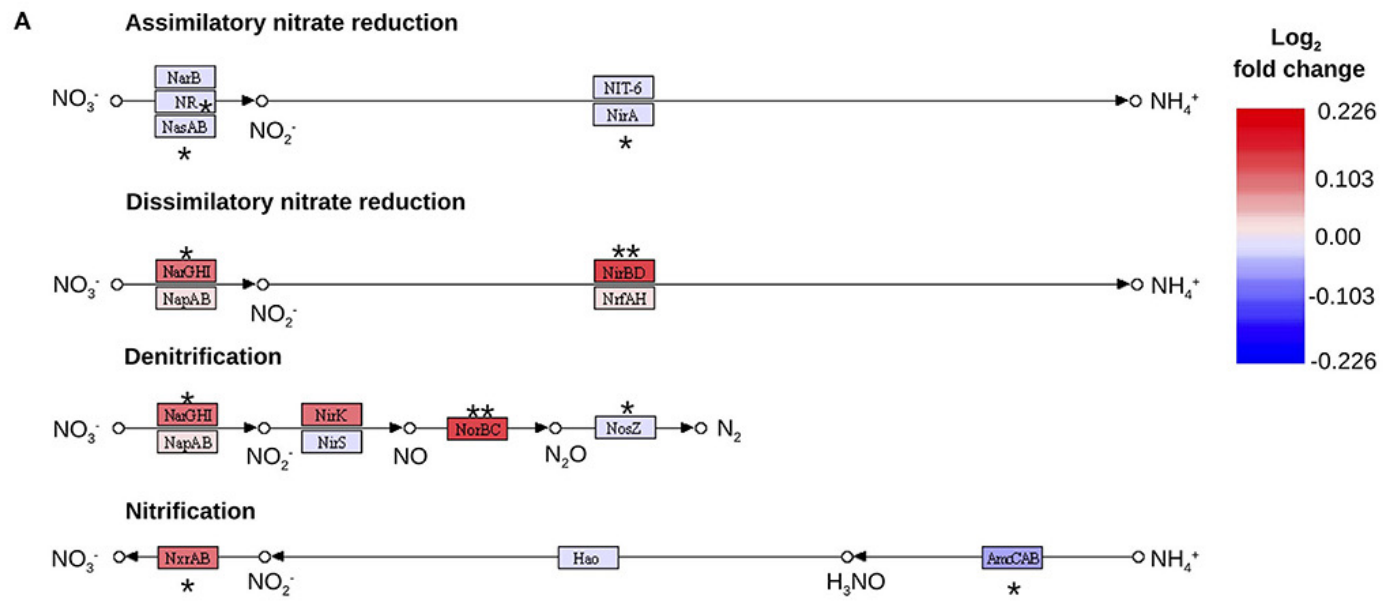 A
Assimilatory nitrate reduction
Log₂
fold change
0.226
0.103
0.00
-0.103
-0.226
NO₃⁻
NarB
NR*
NasAB
*
NO₂⁻
NIT-6
NirA
*
NH₄⁺
Dissimilatory nitrate reduction
NO₃⁻
*
NarGHI
NapAB
NO₂⁻
**
NirBD
NrfAH
NH₄⁺
Denitrification
NO₃⁻
*
NarGHI
NapAB
NO₂⁻
NirK
NirS
NO
**
NorBC
N₂O
*
NosZ
N₂
Nitrification
NO₃⁻
NxrAB
*
NO₂⁻
Hao
H₃NO
AmoCAB
*
NH₄⁺